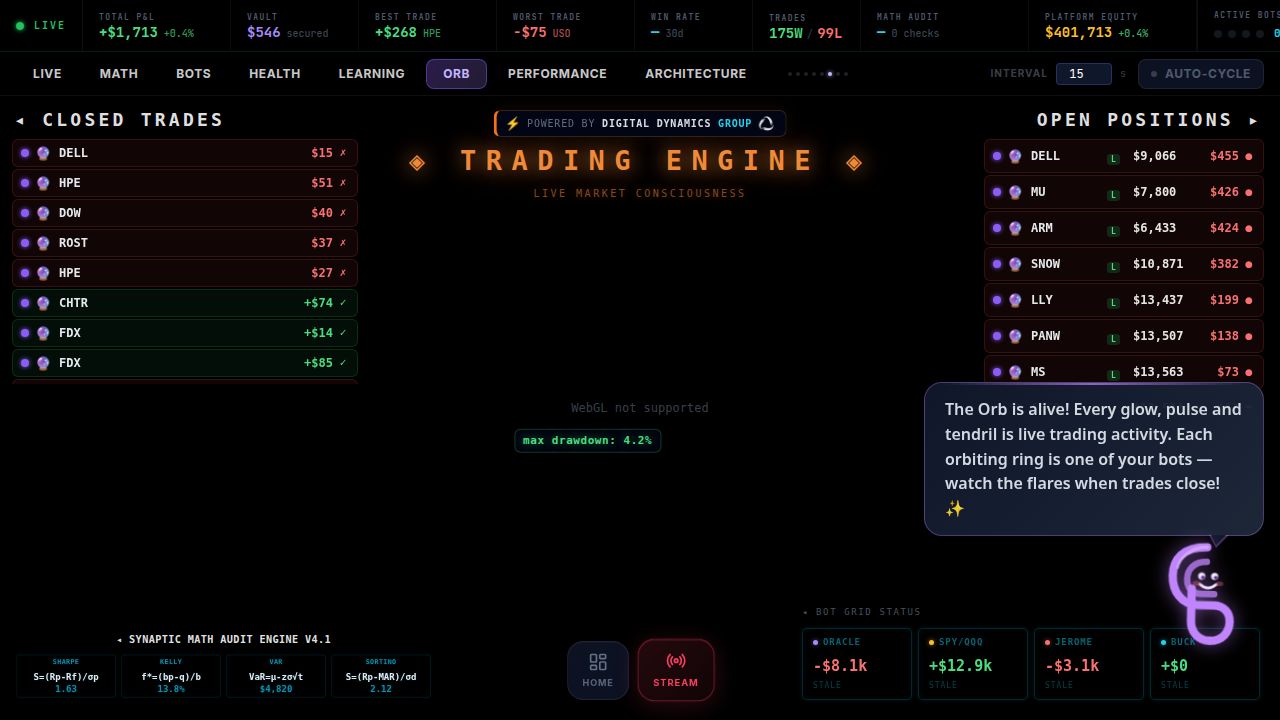 LIVE
TOTAL P&L
+$1,713 +0.4%
VAULT
$546 secured
BEST TRADE
+$268 HPE
WORST TRADE
-$75 USO
WIN RATE
— 30d
TRADES
175W / 99L
MATH AUDIT
— 0 checks
PLATFORM EQUITY
$401,713 +0.4%
ACTIVE BOTS
LIVE MATH BOTS HEALTH LEARNING ORB PERFORMANCE ARCHITECTURE
INTERVAL 15 s AUTO-CYCLE
◂ CLOSED TRADES
DELL $15 ✗
HPE $51 ✗
DOW $40 ✗
ROST $37 ✗
HPE $27 ✗
CHTR +$74 ✓
FDX +$14 ✓
FDX +$85 ✓
⚡ POWERED BY DIGITAL DYNAMICS GROUP
◈ TRADING ENGINE ◈
LIVE MARKET CONSCIOUSNESS
WebGL not supported
max drawdown: 4.2%
OPEN POSITIONS ▸
DELL L $9,066 $455
MU L $7,800 $426
ARM L $6,433 $424
SNOW L $10,871 $382
LLY L $13,437 $199
PANW L $13,507 $138
MS L $13,563 $73
The Orb is alive! Every glow, pulse and
tendril is live trading activity. Each
orbiting ring is one of your bots —
watch the flares when trades close!
✨
◂ SYNAPTIC MATH AUDIT ENGINE V4.1
SHARPE
S=(Rp-Rf)/σp
1.63
KELLY
f*=(bp-q)/b
13.8%
VAR
VaR=μ-zσ√t
$4,820
SORTINO
S=(Rp-MAR)/σd
2.12
HOME
STREAM
◂ BOT GRID STATUS
ORACLE
-$8.1k
STALE
SPY/QQQ
+$12.9k
STALE
JEROME
-$3.1k
STALE
BUCK
+$0
STALE